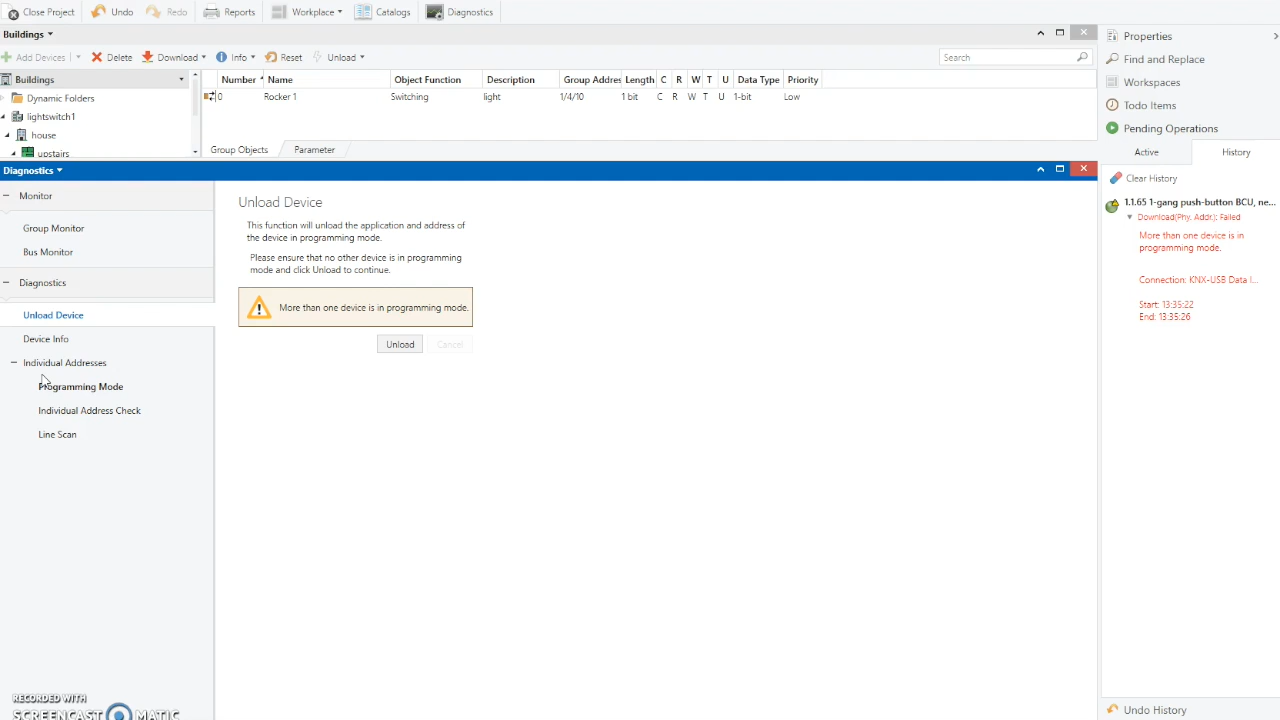 Close Project Undo Redo Reports Workplace Catalogs Diagnostics
Buildings
Add Devices Delete Download Info Reset Unload Search
Buildings
Dynamic Folders
lightswitch1
house
upstairs
Number Name Object Function Description Group Addres Length C R W T U Data Type Priority
0 Rocker 1 Switching light 1/4/10 1 bit C R W T U 1-bit Low
Group Objects Parameter
Diagnostics
Monitor
Group Monitor
Bus Monitor
Diagnostics
Unload Device
Device Info
Individual Addresses
Programming Mode
Individual Address Check
Line Scan
Unload Device
This function will unload the application and address of
the device in programming mode.
Please ensure that no other device is in programming
mode and click Unload to continue.
More than one device is in programming mode.
Unload Cancel
Properties
Find and Replace
Workspaces
Todo Items
Pending Operations
Active History
Clear History
1.1.65 1-gang push-button BCU, ne...
Download(Phy. Addr.): Failed
More than one device is in
programming mode.
Connection: KNX-USB Data I...
Start: 13:35:22
End: 13:35:26
Undo History
RECORDED WITH
SCREENCAST MATIC